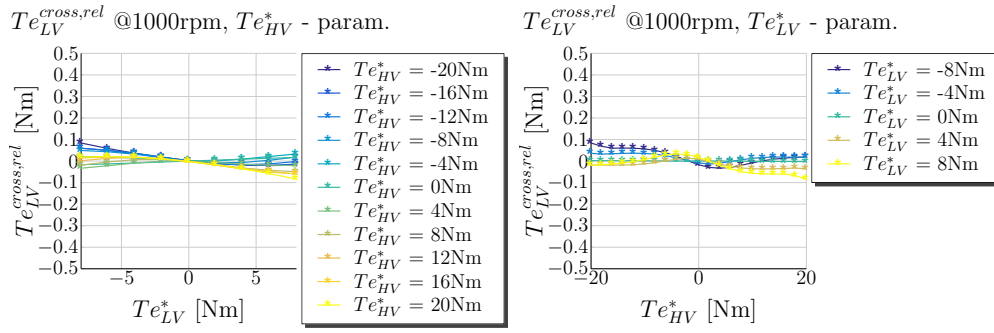 Te_{LV}^{cross,rel} @1000rpm, Te_{HV}^* - param.
Te_{LV}^{cross,rel} [Nm]
0.5
0.4
0.3
0.2
0.1
0
−0.1
−0.2
−0.3
−0.4
−0.5
−5
0
5
Te_{LV}^* [Nm]
Te_{HV}^* = -20Nm
Te_{HV}^* = -16Nm
Te_{HV}^* = -12Nm
Te_{HV}^* = -8Nm
Te_{HV}^* = -4Nm
Te_{HV}^* = 0Nm
Te_{HV}^* = 4Nm
Te_{HV}^* = 8Nm
Te_{HV}^* = 12Nm
Te_{HV}^* = 16Nm
Te_{HV}^* = 20Nm
Te_{LV}^{cross,rel} @1000rpm, Te_{LV}^* - param.
Te_{LV}^{cross,rel} [Nm]
0.5
0.4
0.3
0.2
0.1
0
−0.1
−0.2
−0.3
−0.4
−0.5
−20
−10
0
10
20
Te_{HV}^* [Nm]
Te_{LV}^* = -8Nm
Te_{LV}^* = -4Nm
Te_{LV}^* = 0Nm
Te_{LV}^* = 4Nm
Te_{LV}^* = 8Nm